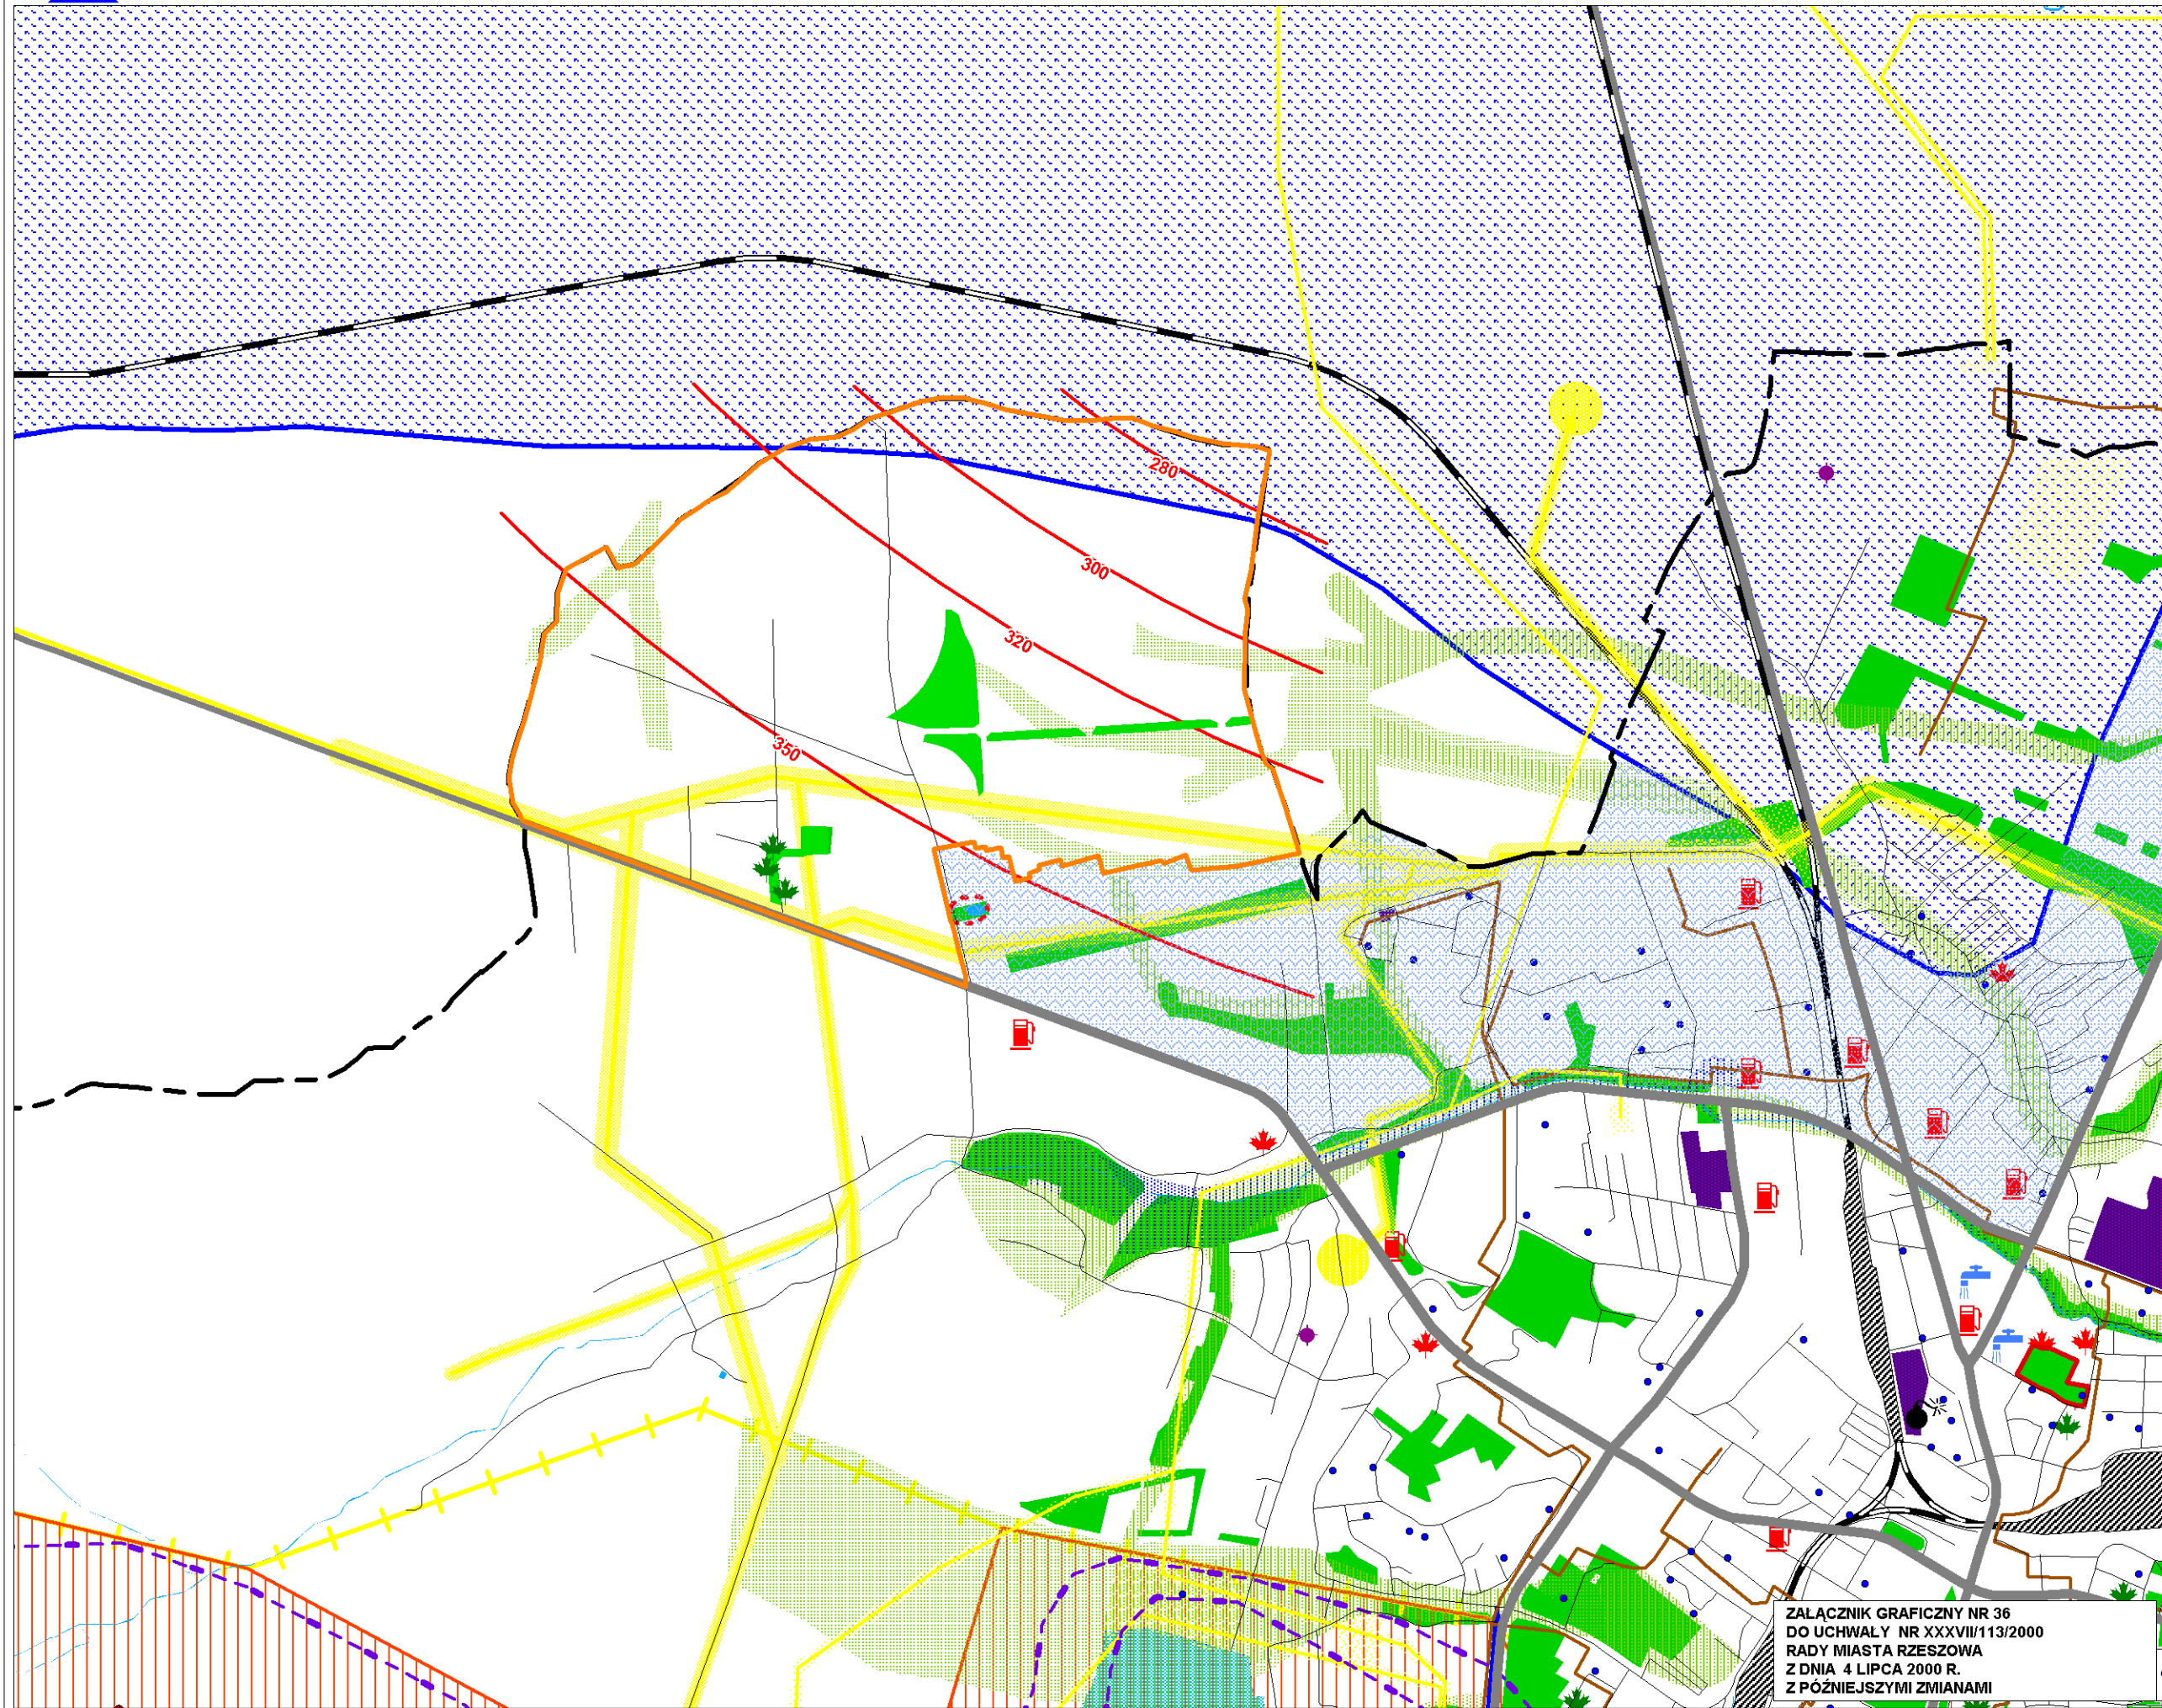 280
300
320
350
ZAŁĄCZNIK GRAFICZNY NR 36
DO UCHWAŁY NR XXXVII/113/2000
RADY MIASTA RZESZOWA
Z DNIA 4 LIPCA 2000 R.
Z PÓŹNIEJSZYMI ZMIANAMI